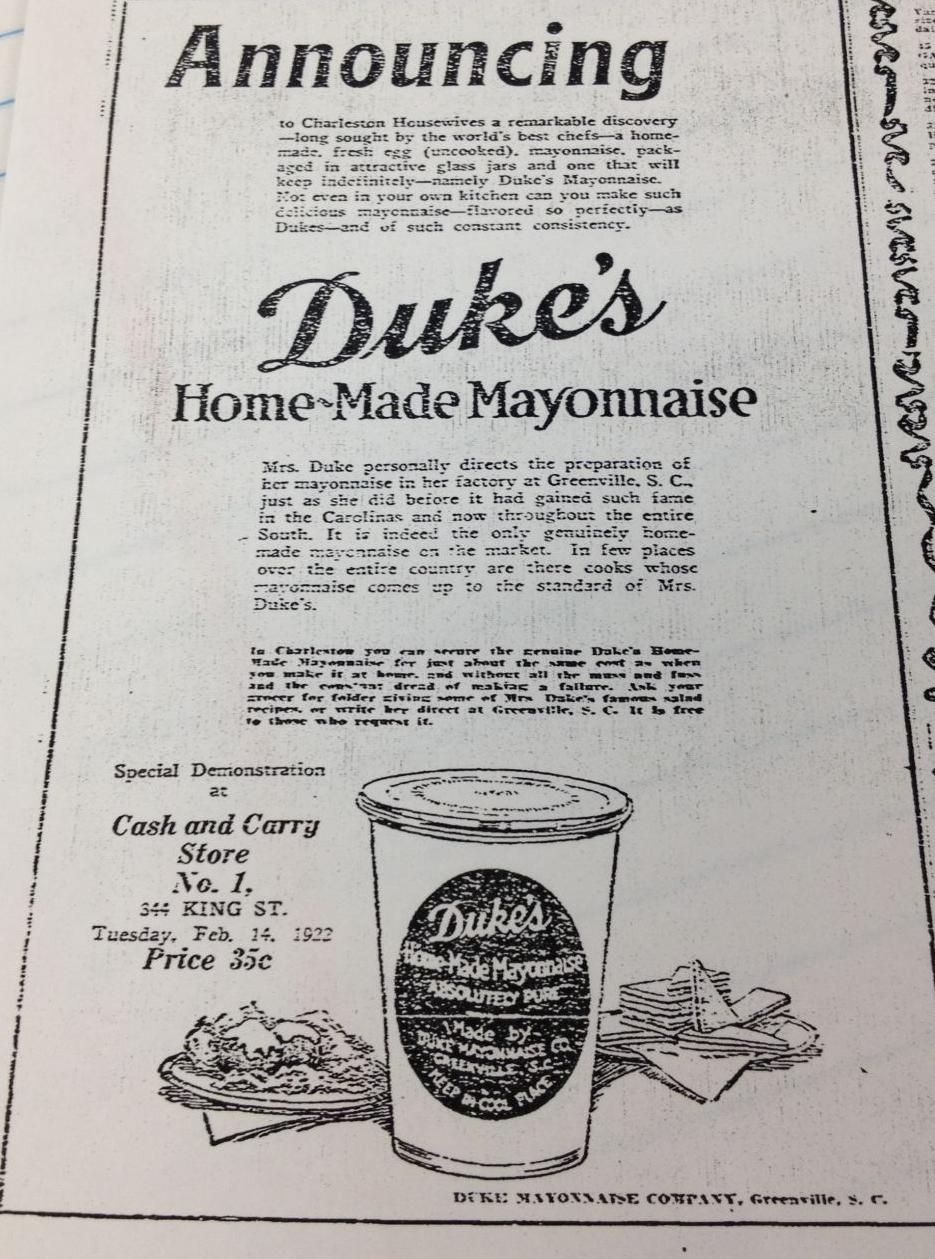 Announcing
to Charleston Housewives a remarkable discovery
—long sought by the world's best chefs—a home-
made, fresh egg (uncooked), mayonnaise, pack-
aged in attractive glass jars and one that will
keep indefinitely—namely Duke's Mayonnaise.
Not even in your own kitchen can you make such
delicious mayonnaise—flavored so perfectly—as
Dukes—and of such constant consistency.
Duke's
Home-Made Mayonnaise
Mrs. Duke personally directs the preparation of
her mayonnaise in her factory at Greenville, S. C.,
just as she did before it had gained such fame
in the Carolinas and now throughout the entire
South. It is indeed the only genuinely home-
made mayonnaise on the market. In few places
over the entire country are there cooks whose
mayonnaise comes up to the standard of Mrs.
Duke's.
In Charleston you can secure the genuine Duke's Home-
Made Mayonnaise for just about the same cost as when
you make it at home, and without all the muss and fuss
and the constant dread of making a failure. Ask your
grocer for folder giving some of Mrs Duke's famous salad
recipes, or write her direct at Greenville, S. C. It is free
to those who request it.
Special Demonstration
at
Cash and Carry
Store
No. 1,
344 KING ST.
Tuesday, Feb. 14, 1922
Price 35c
Duke's
Home-Made Mayonnaise
ABSOLUTELY PURE
Made by
DUKE MAYONNAISE CO.
GREENVILLE, S.C.
KEEP IN COOL PLACE
DUKE MAYONNAISE COMPANY, Greenville, S. C.